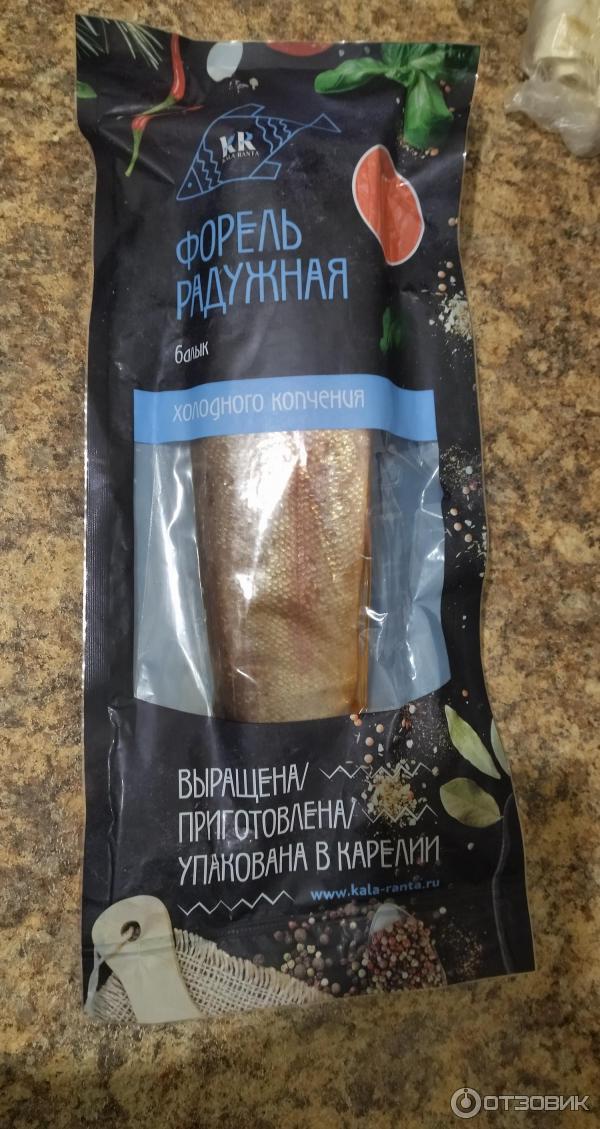 KR
KALA-RANTA
ФОРЕЛЬ
РАДУЖНАЯ
балык
холодного копчения
ВЫРАЩЕНА/
ПРИГОТОВЛЕНА/
УПАКОВАНА В КАРЕЛИИ
www.kala-ranta.ru
ОТЗОВИК